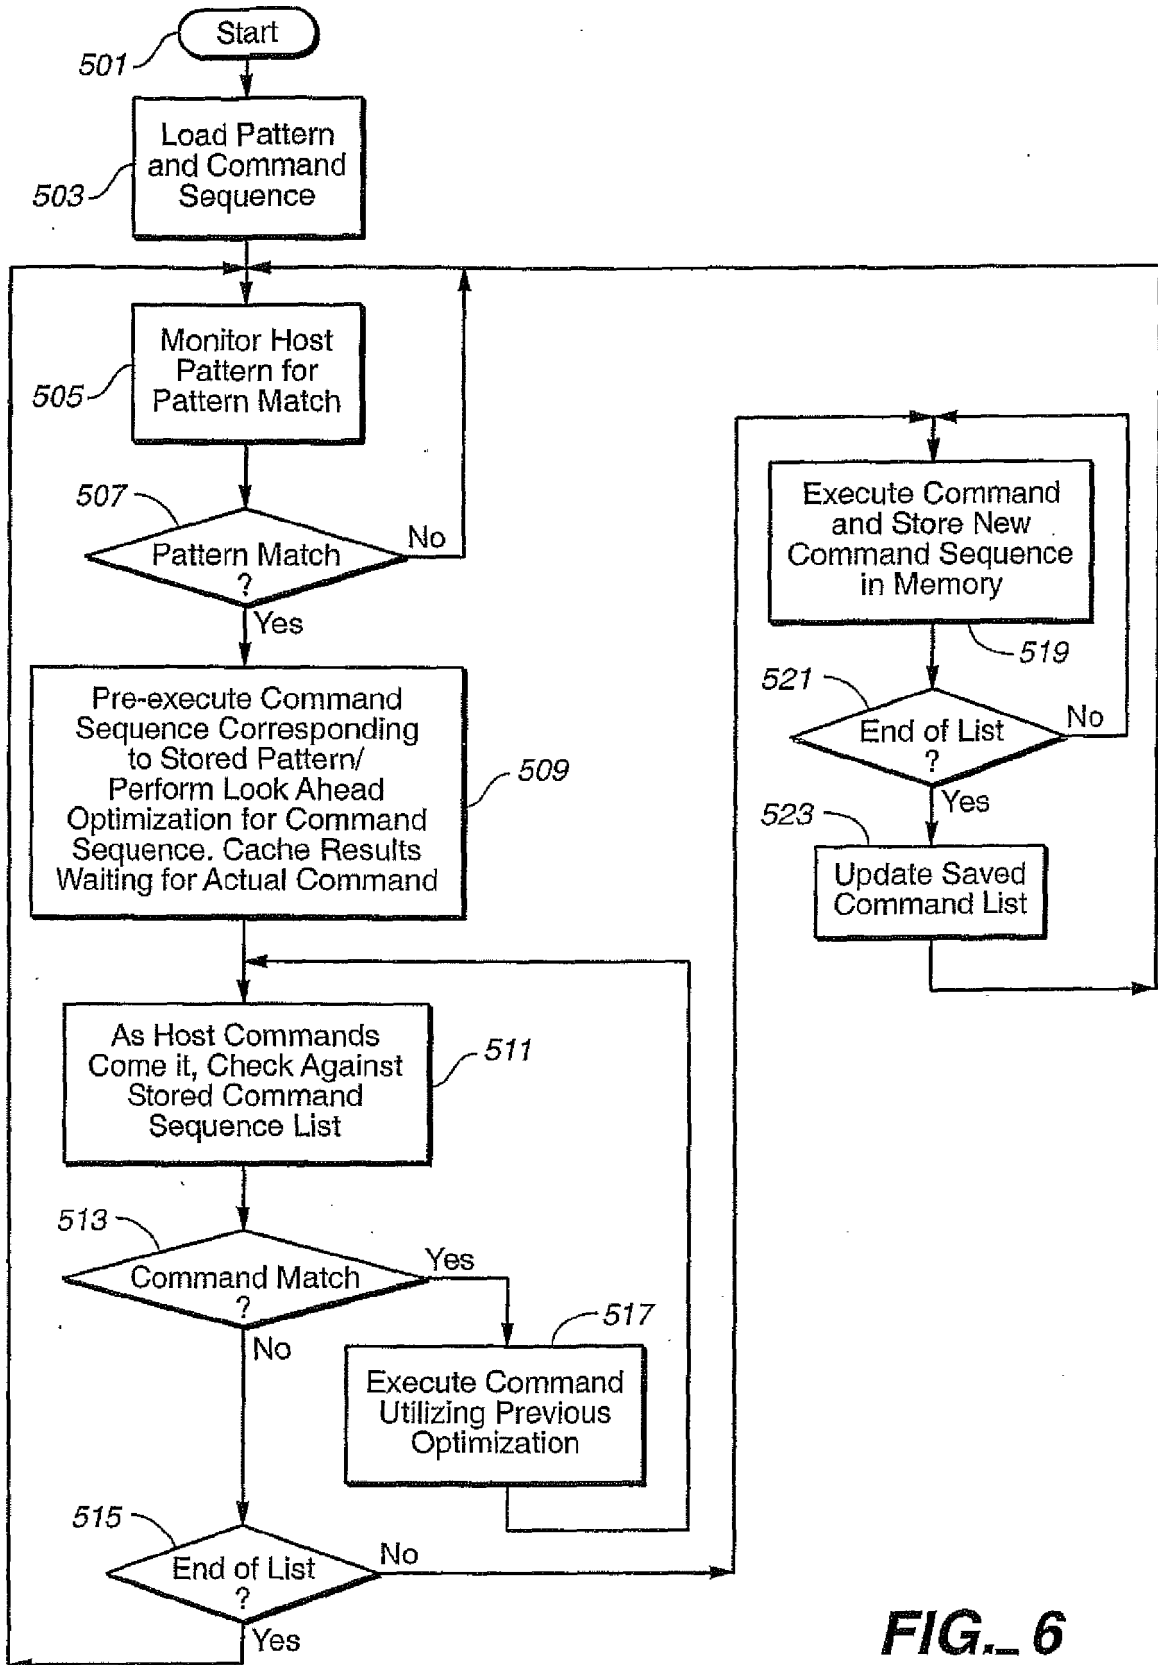 Start
501
Load Pattern
and Command
Sequence
503
Monitor Host
Pattern for
Pattern Match
505
507
Pattern Match
?
No
Yes
Pre-execute Command
Sequence Corresponding
to Stored Pattern/
Perform Look Ahead
Optimization for Command
Sequence. Cache Results
Waiting for Actual Command
509
As Host Commands
Come it, Check Against
Stored Command
Sequence List
511
513
Command Match
?
Yes
No
517
Execute Command
Utilizing Previous
Optimization
515
End of List
?
No
Yes
Execute Command
and Store New
Command Sequence
in Memory
519
521
End of List
?
No
Yes
523
Update Saved
Command List
FIG._ 6